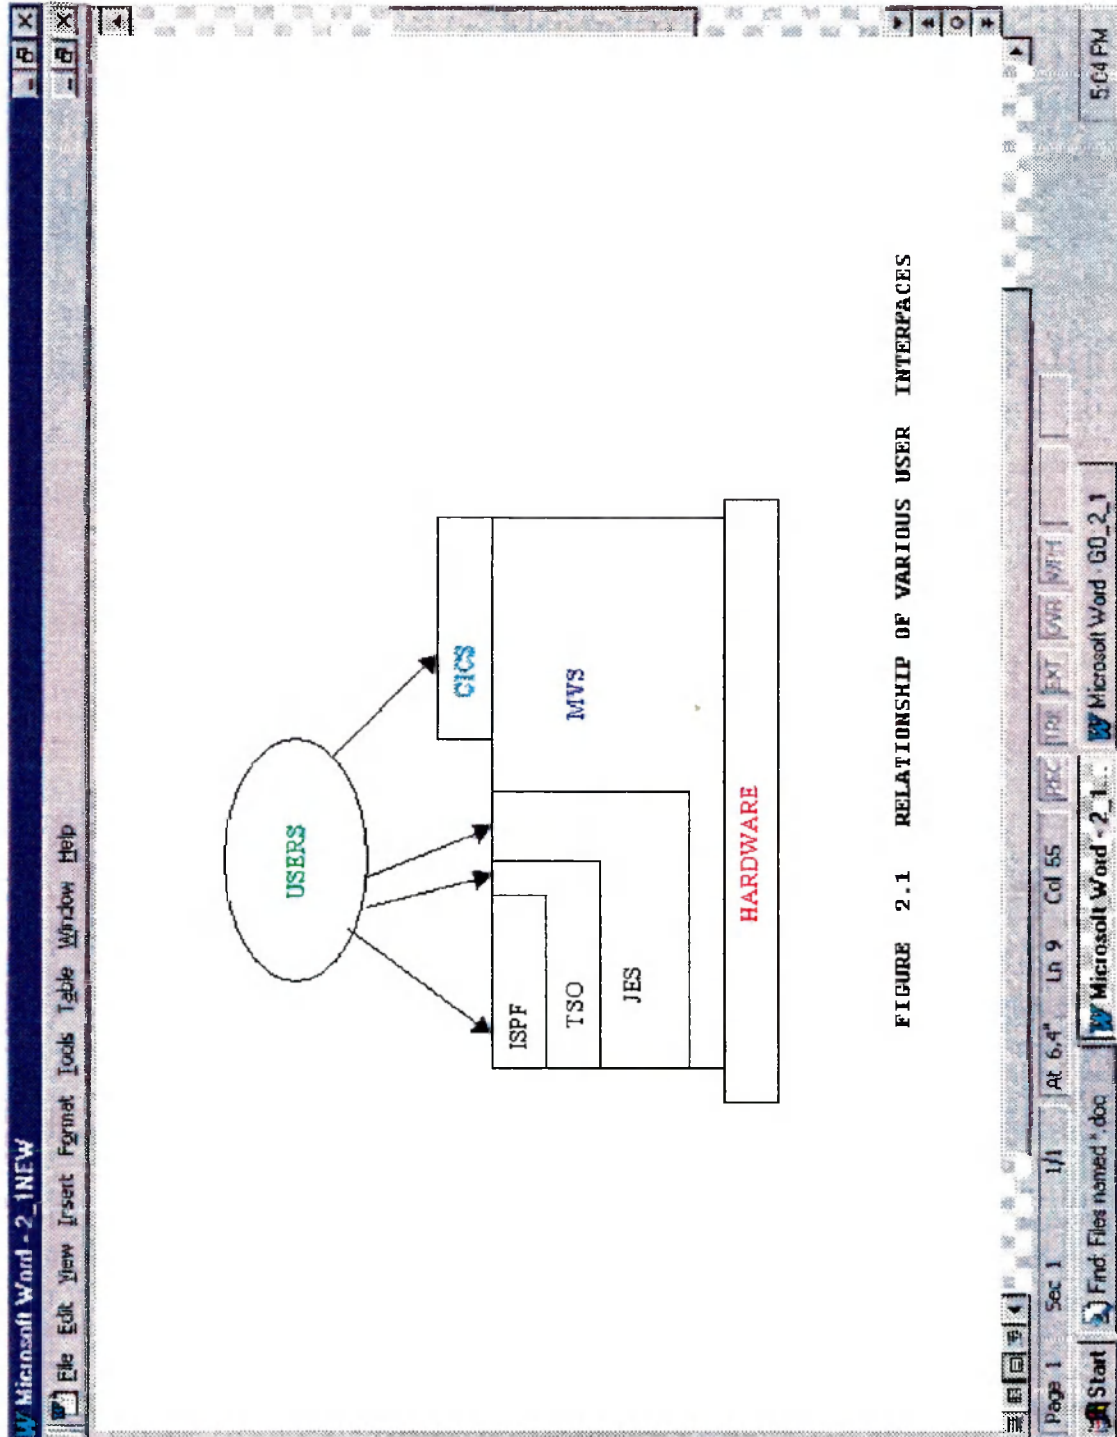 Microsoft Word - 2_1NEW
File Edit View Insert Format Tools Table Window Help
USERS
CICS
ISPF
TSO
JES
MVS
HARDWARE
FIGURE 2.1 RELATIONSHIP OF VARIOUS USER INTERFACES
Page 1 Sec 1 1/1 At 6.4" Ln 9 Col 55 REC TRK EXT OVR WPH
Start Find: Files named *.doc Microsoft Word - 2_1... Microsoft Word - GO_2_1 5:04 PM